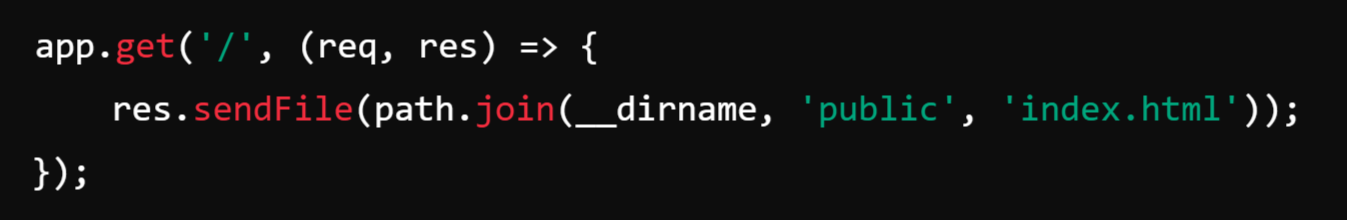 app.get('/', (req, res) => {
    res.sendFile(path.join(__dirname, 'public', 'index.html'));
});